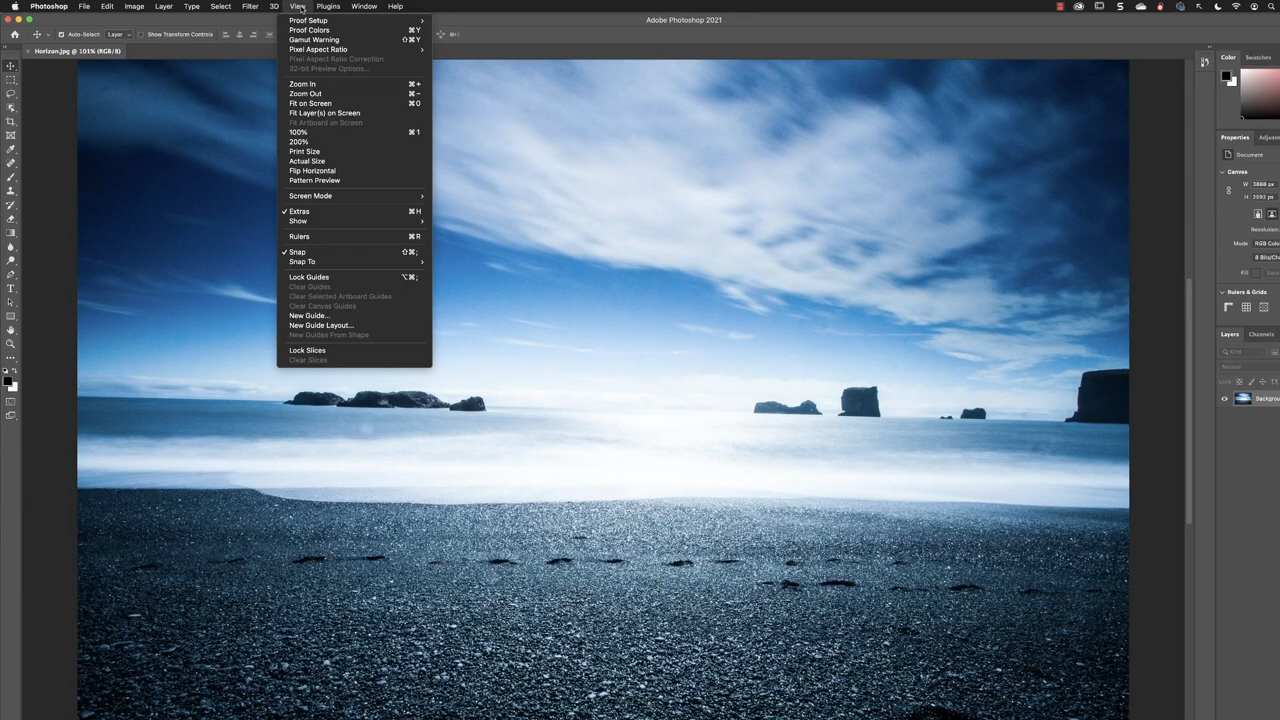 Photoshop File Edit Image Layer Type Select Filter 3D View Plugins Window Help
Adobe Photoshop 2021
Auto-Select: Layer Show Transform Controls
Horizon.jpg @ 101% (RGB/8)
Proof Setup
Proof Colors ⌘Y
Gamut Warning ⇧⌘Y
Pixel Aspect Ratio
Pixel Aspect Ratio Correction
32-bit Preview Options...
Zoom In ⌘+
Zoom Out ⌘−
Fit on Screen ⌘0
Fit Layer(s) on Screen
Fit Artboard on Screen
100% ⌘1
200%
Print Size
Actual Size
Flip Horizontal
Pattern Preview
Screen Mode
Extras ⌘H
Show
Rulers ⌘R
Snap ⇧⌘;
Snap To
Lock Guides ⌥⌘;
Clear Guides
Clear Selected Artboard Guides
Clear Canvas Guides
New Guide...
New Guide Layout...
New Guides From Shape
Lock Slices
Clear Slices
Color Swatches
Properties Adjustm
Document
Canvas
W 3888 px
H 2592 px
Resolution:
Mode RGB Colo
8 Bits/Ch
Fill
Rulers & Grids
Layers Channels
Kind
Normal
Lock:
Backgrou